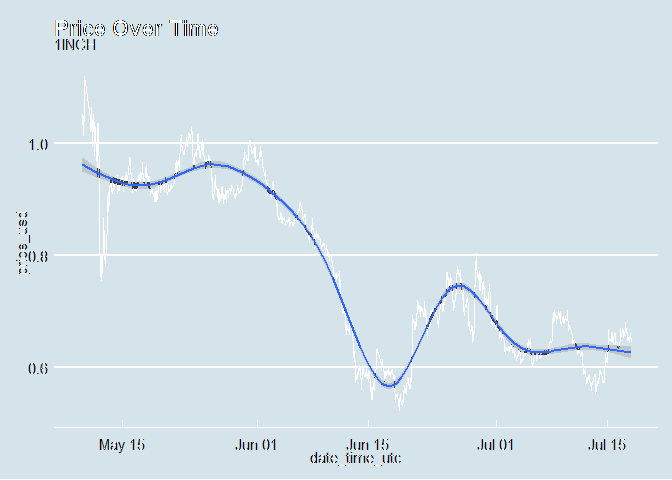 Price Over Time
1INCH
1.0
0.8
0.6
price_usd
May 15
Jun 01
Jun 15
Jul 01
Jul 15
date_time_utc